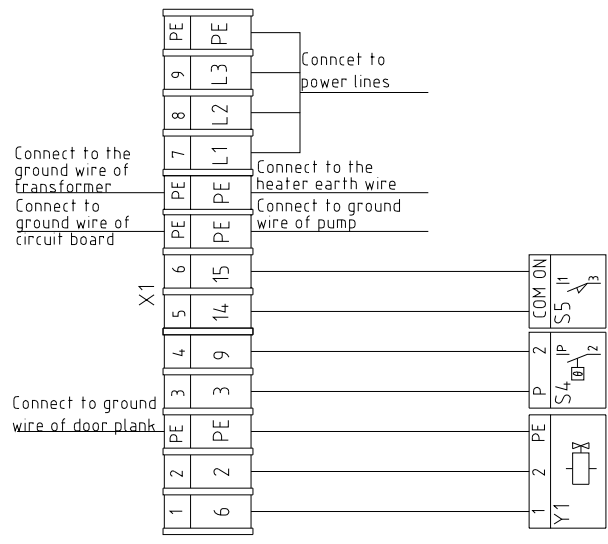 PE PE
9 L3
Conncet to
power lines
8 L2
7 L1
Connect to the
ground wire of
transformer
PE PE
Connect to the
heater earth wire
Connect to
ground wire of
circuit board
PE PE
Connect to ground
wire of pump
X1
6 15
5 14
COM ON
S5
1 3
4 9
3 3
P 2
S4
P 2
θ
Connect to ground
wire of door plank
PE PE
2 2
1 6
1 2 PE
Y1